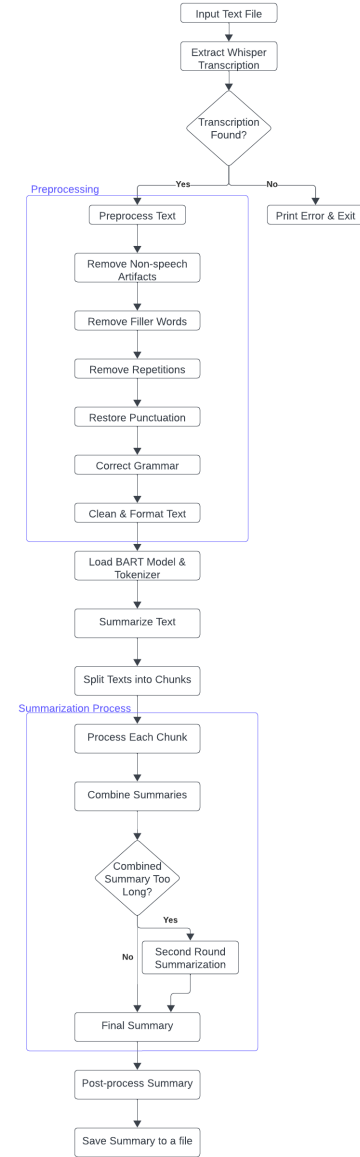 Input Text File
Extract Whisper
Transcription
Transcription
Found?
Yes
No
Preprocessing
Preprocess Text
Print Error & Exit
Remove Non-speech
Artifacts
Remove Filler Words
Remove Repetitions
Restore Punctuation
Correct Grammar
Clean & Format Text
Load BART Model &
Tokenizer
Summarize Text
Split Texts into Chunks
Summarization Process
Process Each Chunk
Combine Summaries
Combined
Summary Too
Long?
Yes
No
Second Round
Summarization
Final Summary
Post-process Summary
Save Summary to a file